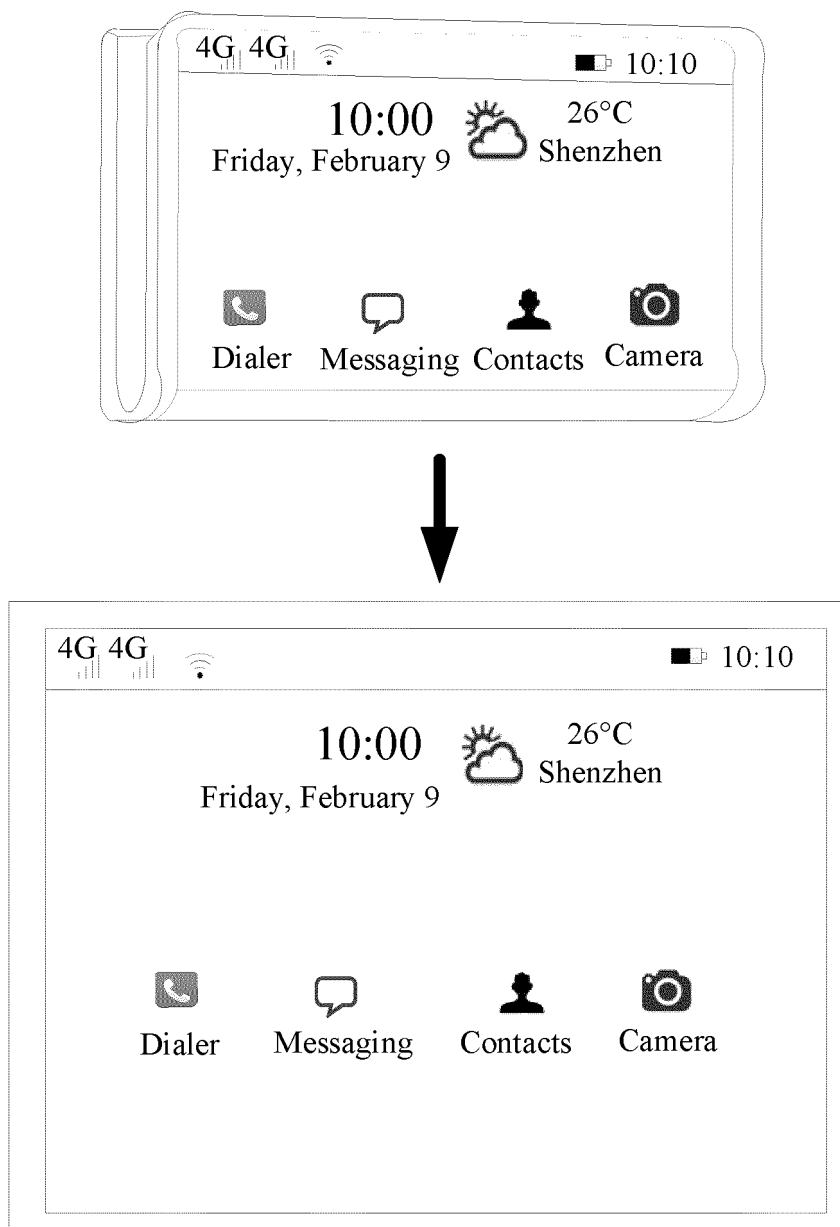 4G 4G 10:10
10:00 26°C
Friday, February 9 Shenzhen
Dialer Messaging Contacts Camera
4G 4G 10:10
10:00 26°C
Friday, February 9 Shenzhen
Dialer Messaging Contacts Camera